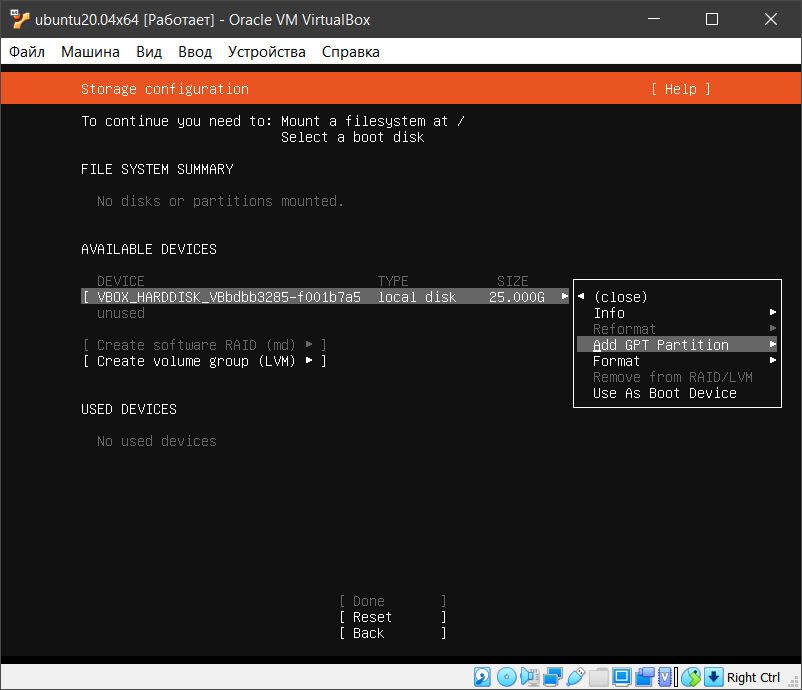 ubuntu20.04x64 [Работает] - Oracle VM VirtualBox
Файл Машина Вид Ввод Устройства Справка
Storage configuration [ Help ]
To continue you need to: Mount a filesystem at /
Select a boot disk
FILE SYSTEM SUMMARY
No disks or partitions mounted.
AVAILABLE DEVICES
DEVICE TYPE SIZE
[ VBOX_HARDDISK_VBbdbb3285-f001b7a5 local disk 25.000G ►
unused
[ Create software RAID (md) ► ]
[ Create volume group (LVM) ► ]
◄ (close)
Info ►
Reformat ►
Add GPT Partition ►
Format ►
Remove from RAID/LVM
Use As Boot Device
USED DEVICES
No used devices
[ Done ]
[ Reset ]
[ Back ]
Right Ctrl